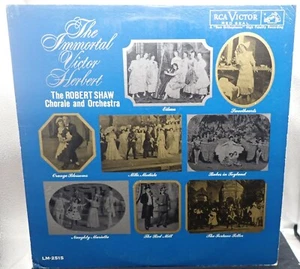 The
Immortal
Victor
Herbert
The ROBERT SHAW
Chorale and Orchestra
RCA VICTOR
Eileen
Sweethearts
Orange Blossoms
Mlle. Modiste
Babes in Toyland
Naughty Marietta
The Red Mill
The Fortune Teller
LM-2515